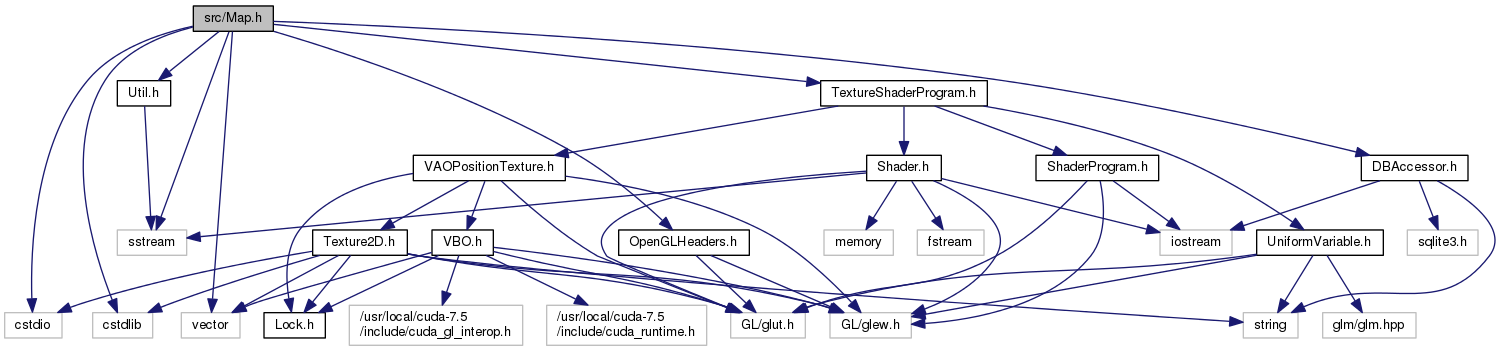 src/Map.h
Util.h
TextureShaderProgram.h
VAOPositionTexture.h
Shader.h
ShaderProgram.h
DBAccessor.h
sstream
Texture2D.h
VBO.h
OpenGLHeaders.h
memory
fstream
iostream
UniformVariable.h
sqlite3.h
cstdio
cstdlib
vector
Lock.h
/usr/local/cuda-7.5
/include/cuda_gl_interop.h
/usr/local/cuda-7.5
/include/cuda_runtime.h
GL/glut.h
GL/glew.h
string
glm/glm.hpp